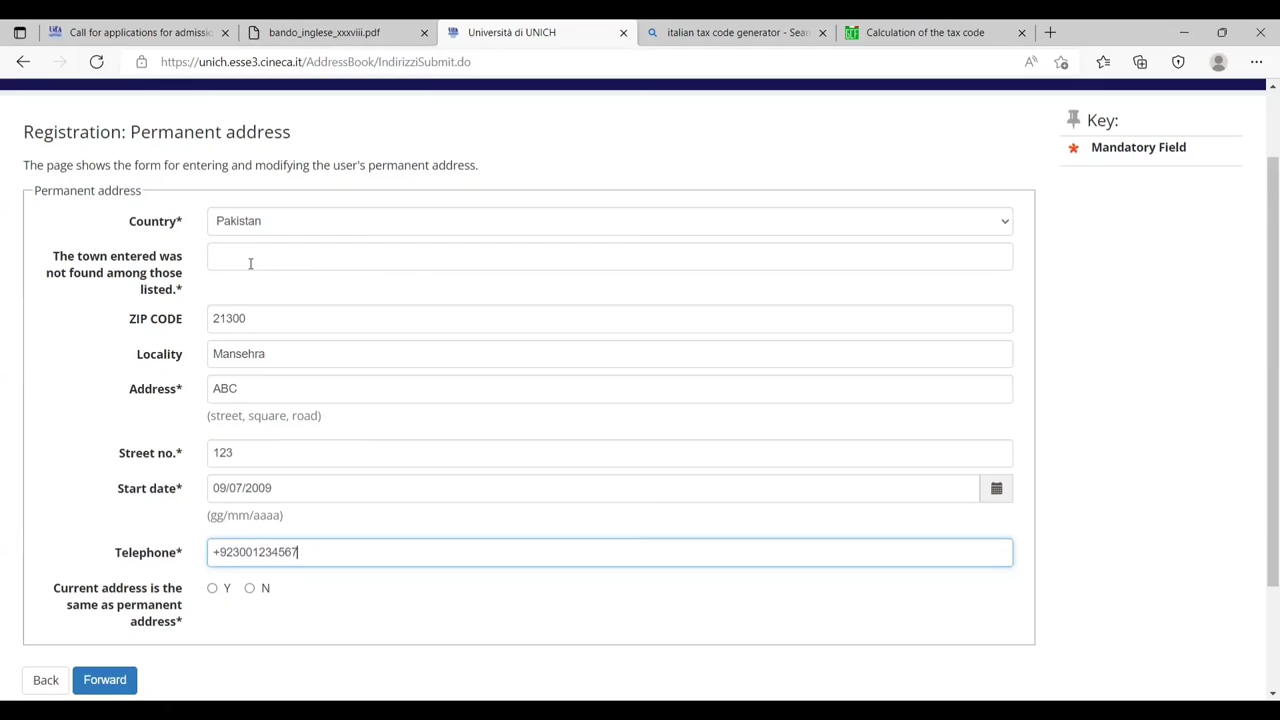 Call for applications for admissi
bando_inglese_xxxviii.pdf
Università di UNICH
italian tax code generator - Sear
Calculation of the tax code
https://unich.esse3.cineca.it/AddressBook/IndirizziSubmit.do
Registration: Permanent address
Key:
Mandatory Field
The page shows the form for entering and modifying the user's permanent address.
Permanent address
Country*
Pakistan
The town entered was
not found among those
listed.*
ZIP CODE
21300
Locality
Mansehra
Address*
ABC
(street, square, road)
Street no.*
123
Start date*
09/07/2009
(gg/mm/aaaa)
Telephone*
+923001234567
Current address is the
same as permanent
address*
Y N
Back
Forward